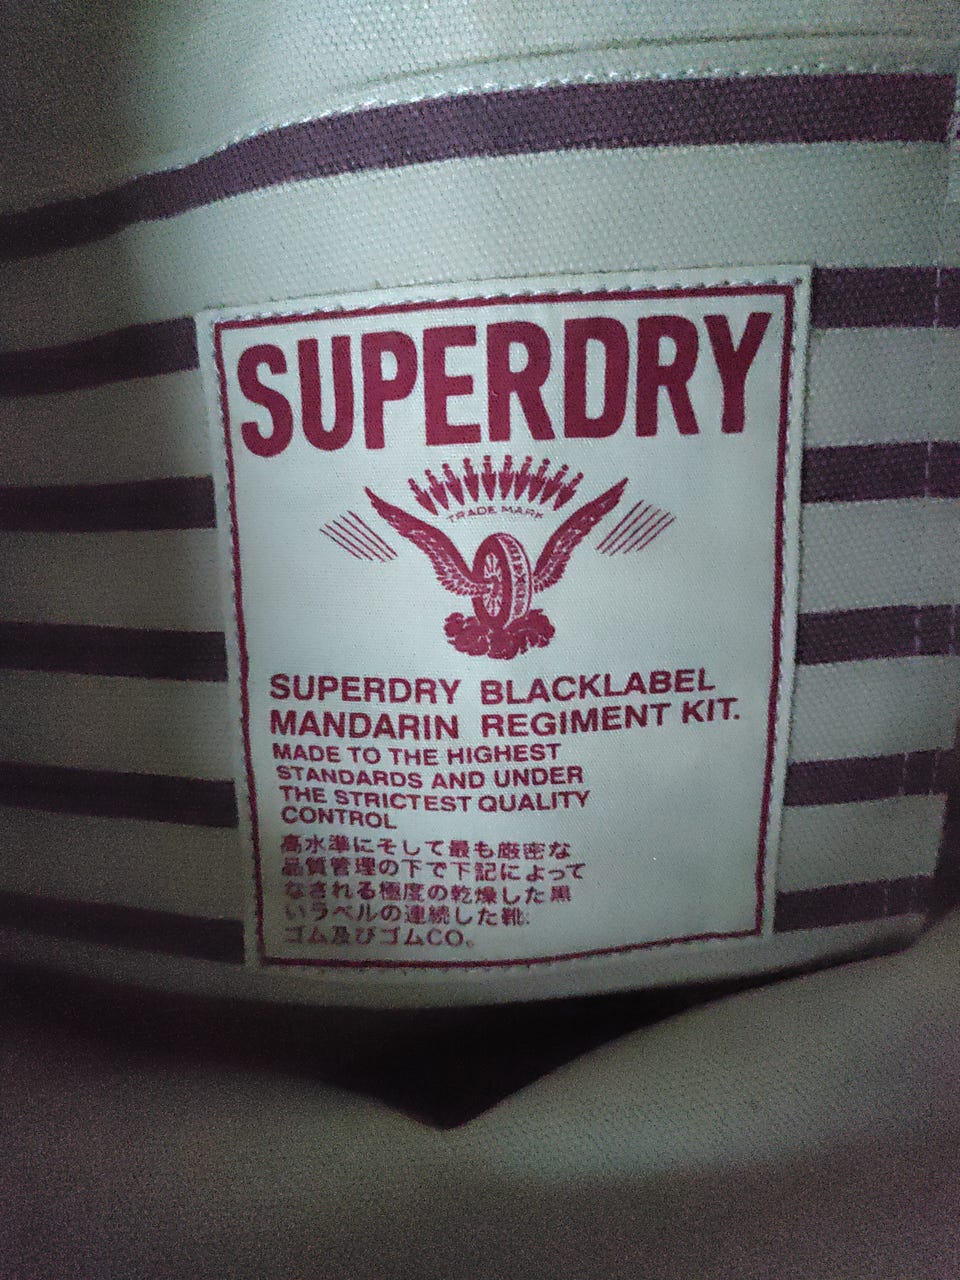 SUPERDRY
TRADE MARK
SUPERDRY BLACKLABEL
MANDARIN REGIMENT KIT.
MADE TO THE HIGHEST
STANDARDS AND UNDER
THE STRICTEST QUALITY
CONTROL
高水準にそして最も厳密な
品質管理の下で下記によって
なされる極度の乾燥した黒
いラベルの連続した靴:
ゴム及びゴムCO。